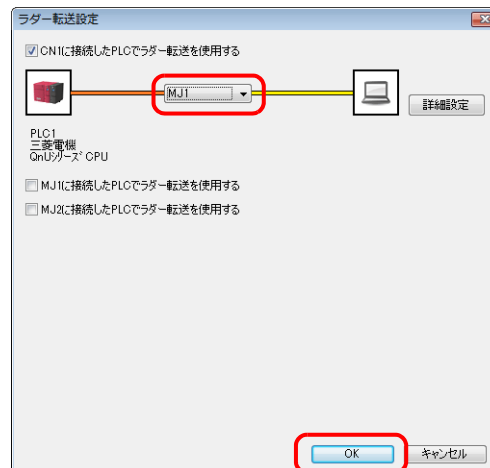 ラダー転送設定
CN1に接続したPLCでラダー転送を使用する
MJ1
詳細設定
PLC1
三菱電機
QnUシリーズ CPU
MJ1に接続したPLCでラダー転送を使用する
MJ2に接続したPLCでラダー転送を使用する
OK
キャンセル